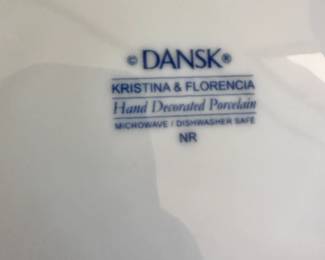 © DANSK®
KRISTINA & FLORENCIA
Hand Decorated Porcelain
MICROWAVE / DISHWASHER SAFE
NR